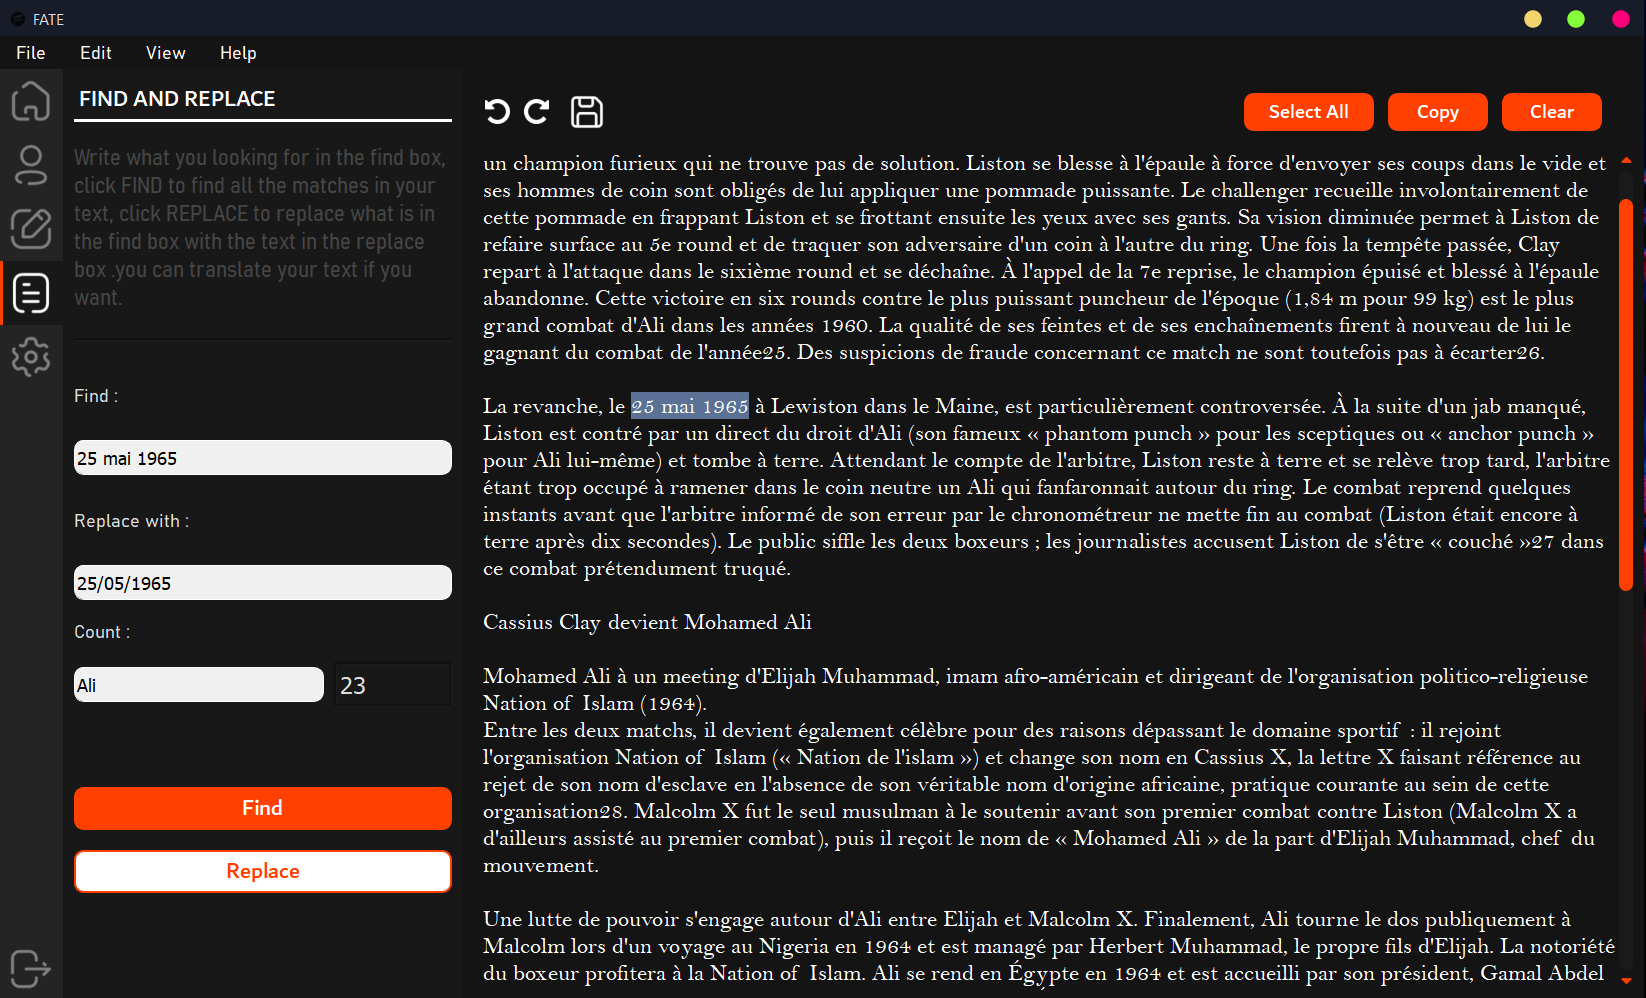 FATE
File Edit View Help
FIND AND REPLACE
Write what you looking for in the find box,
click FIND to find all the matches in your
text, click REPLACE to replace what is in
the find box with the text in the replace
box .you can translate your text if you
want.
Find :
25 mai 1965
Replace with :
25/05/1965
Count :
Ali 23
Find
Replace
Select All Copy Clear
un champion furieux qui ne trouve pas de solution. Liston se blesse à l'épaule à force d'envoyer ses coups dans le vide et
ses hommes de coin sont obligés de lui appliquer une pommade puissante. Le challenger recueille involontairement de
cette pommade en frappant Liston et se frottant ensuite les yeux avec ses gants. Sa vision diminuée permet à Liston de
refaire surface au 5e round et de traquer son adversaire d'un coin à l'autre du ring. Une fois la tempête passée, Clay
repart à l'attaque dans le sixième round et se déchaîne. À l'appel de la 7e reprise, le champion épuisé et blessé à l'épaule
abandonne. Cette victoire en six rounds contre le plus puissant puncheur de l'époque (1,84 m pour 99 kg) est le plus
grand combat d'Ali dans les années 1960. La qualité de ses feintes et de ses enchaînements firent à nouveau de lui le
gagnant du combat de l'année25. Des suspicions de fraude concernant ce match ne sont toutefois pas à écarter26.
La revanche, le 25 mai 1965 à Lewiston dans le Maine, est particulièrement controversée. À la suite d'un jab manqué,
Liston est contré par un direct du droit d'Ali (son fameux « phantom punch » pour les sceptiques ou « anchor punch »
pour Ali lui-même) et tombe à terre. Attendant le compte de l'arbitre, Liston reste à terre et se relève trop tard, l'arbitre
étant trop occupé à ramener dans le coin neutre un Ali qui fanfaronnait autour du ring. Le combat reprend quelques
instants avant que l'arbitre informé de son erreur par le chronométreur ne mette fin au combat (Liston était encore à
terre après dix secondes). Le public siffle les deux boxeurs ; les journalistes accusent Liston de s'être « couché »27 dans
ce combat prétendument truqué.
Cassius Clay devient Mohamed Ali
Mohamed Ali à un meeting d'Elijah Muhammad, imam afro-américain et dirigeant de l'organisation politico-religieuse
Nation of Islam (1964).
Entre les deux matchs, il devient également célèbre pour des raisons dépassant le domaine sportif : il rejoint
l'organisation Nation of Islam (« Nation de l'islam ») et change son nom en Cassius X, la lettre X faisant référence au
rejet de son nom d'esclave en l'absence de son véritable nom d'origine africaine, pratique courante au sein de cette
organisation28. Malcolm X fut le seul musulman à le soutenir avant son premier combat contre Liston (Malcolm X a
d'ailleurs assisté au premier combat), puis il reçoit le nom de « Mohamed Ali » de la part d'Elijah Muhammad, chef du
mouvement.
Une lutte de pouvoir s'engage autour d'Ali entre Elijah et Malcolm X. Finalement, Ali tourne le dos publiquement à
Malcolm lors d'un voyage au Nigeria en 1964 et est managé par Herbert Muhammad, le propre fils d'Elijah. La notoriété
du boxeur profitera à la Nation of Islam. Ali se rend en Égypte en 1964 et est accueilli par son président, Gamal Abdel